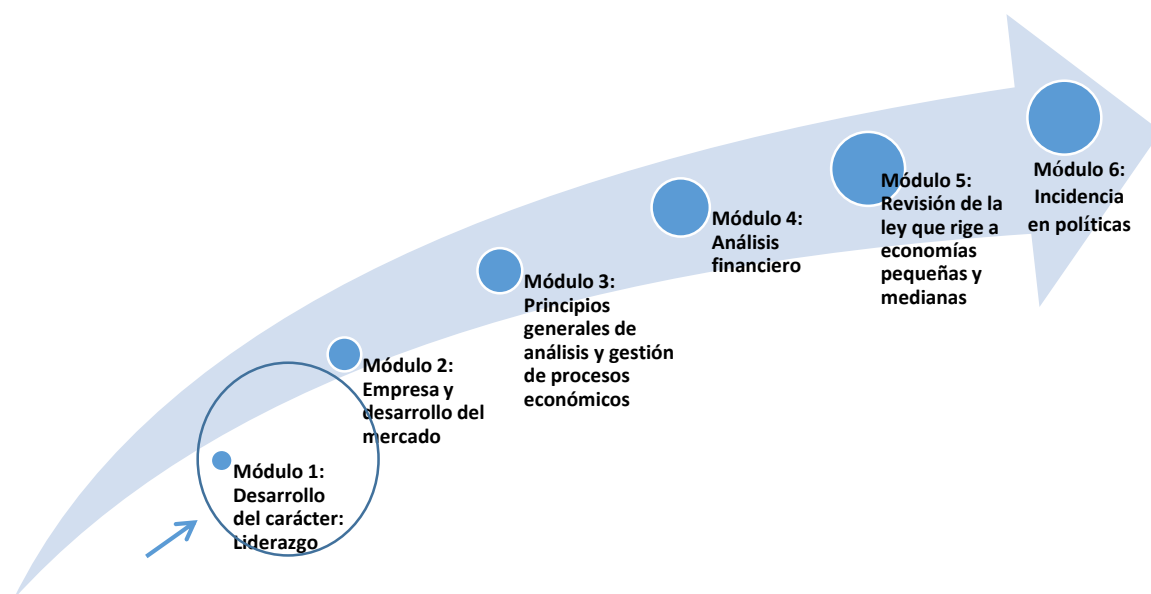 Módulo 1:
Desarrollo
del carácter:
Liderazgo
Módulo 2:
Empresa y
desarrollo del
mercado
Módulo 3:
Principios
generales de
análisis y gestión
de procesos
económicos
Módulo 4:
Análisis
financiero
Módulo 5:
Revisión de la
ley que rige a
economías
pequeñas y
medianas
Módulo 6:
Incidencia
en políticas